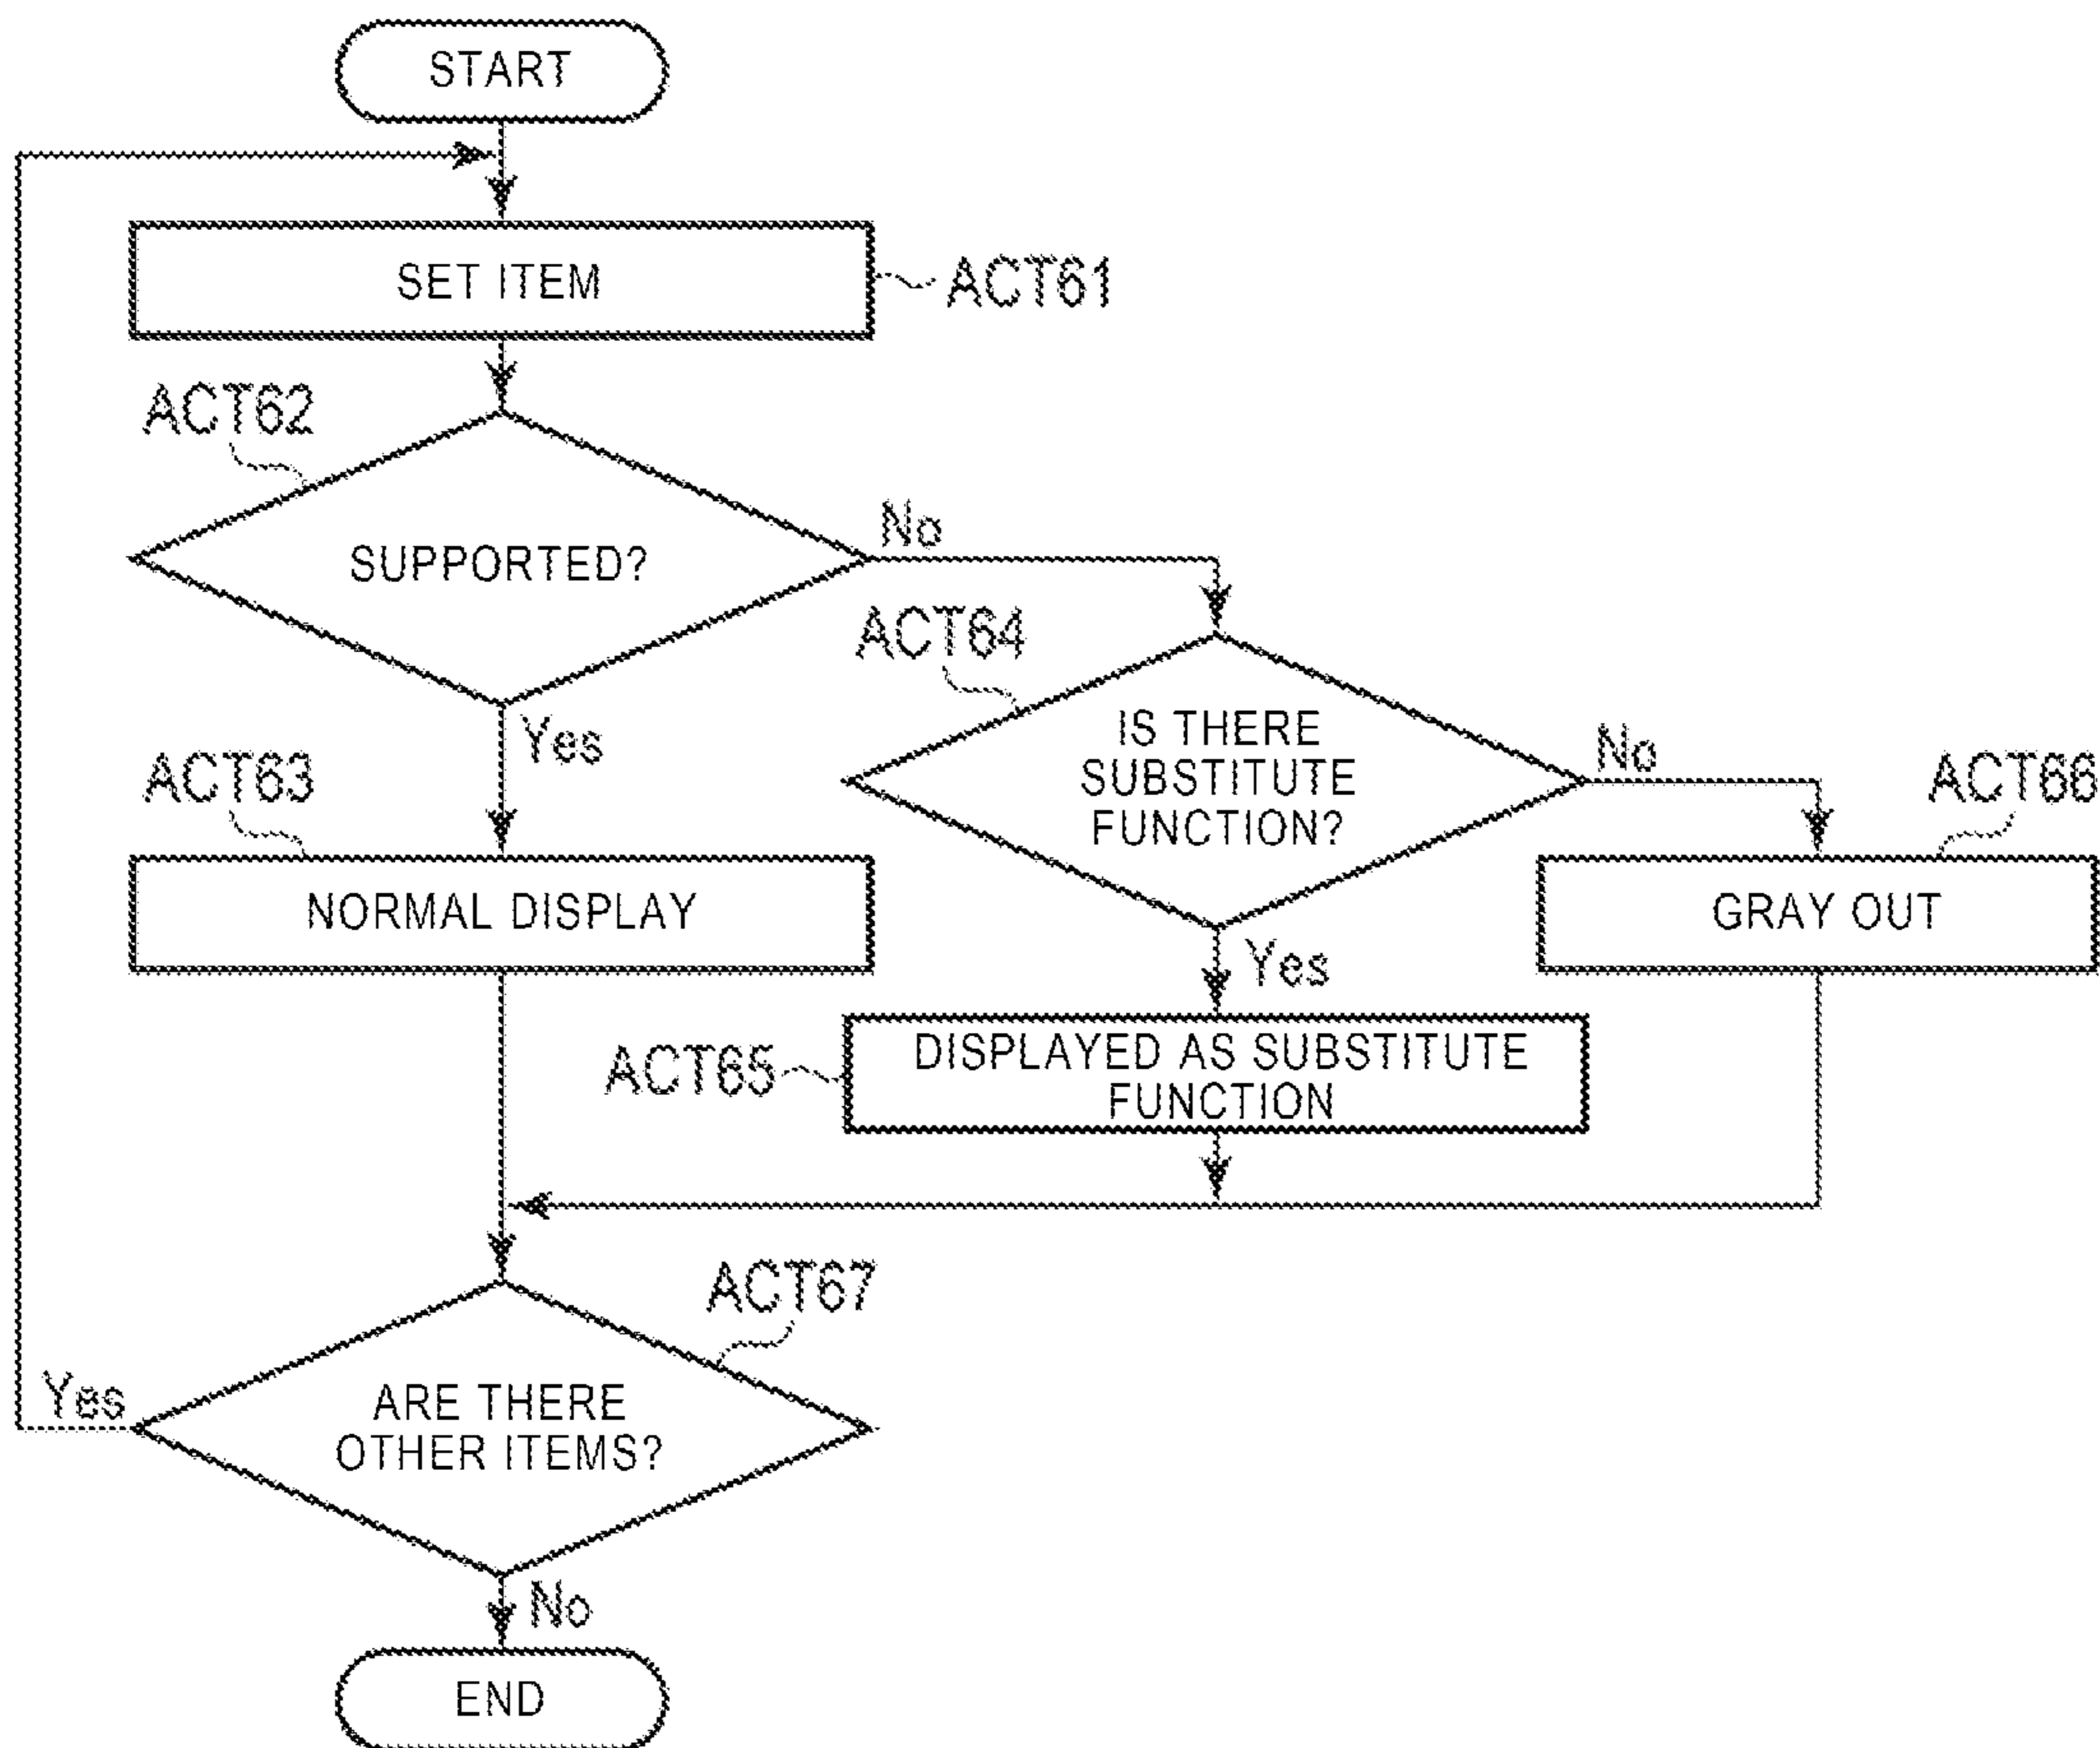 START
SET ITEM
ACT61
ACT62
SUPPORTED?
No
Yes
ACT64
IS THERE
SUBSTITUTE
FUNCTION?
No
Yes
ACT63
NORMAL DISPLAY
ACT66
GRAY OUT
ACT65
DISPLAYED AS SUBSTITUTE
FUNCTION
ACT67
ARE THERE
OTHER ITEMS?
Yes
No
END